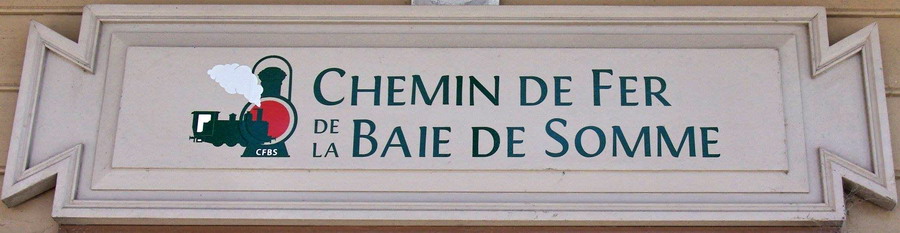 CHEMIN DE FER
DE LA BAIE DE SOMME
CFBS